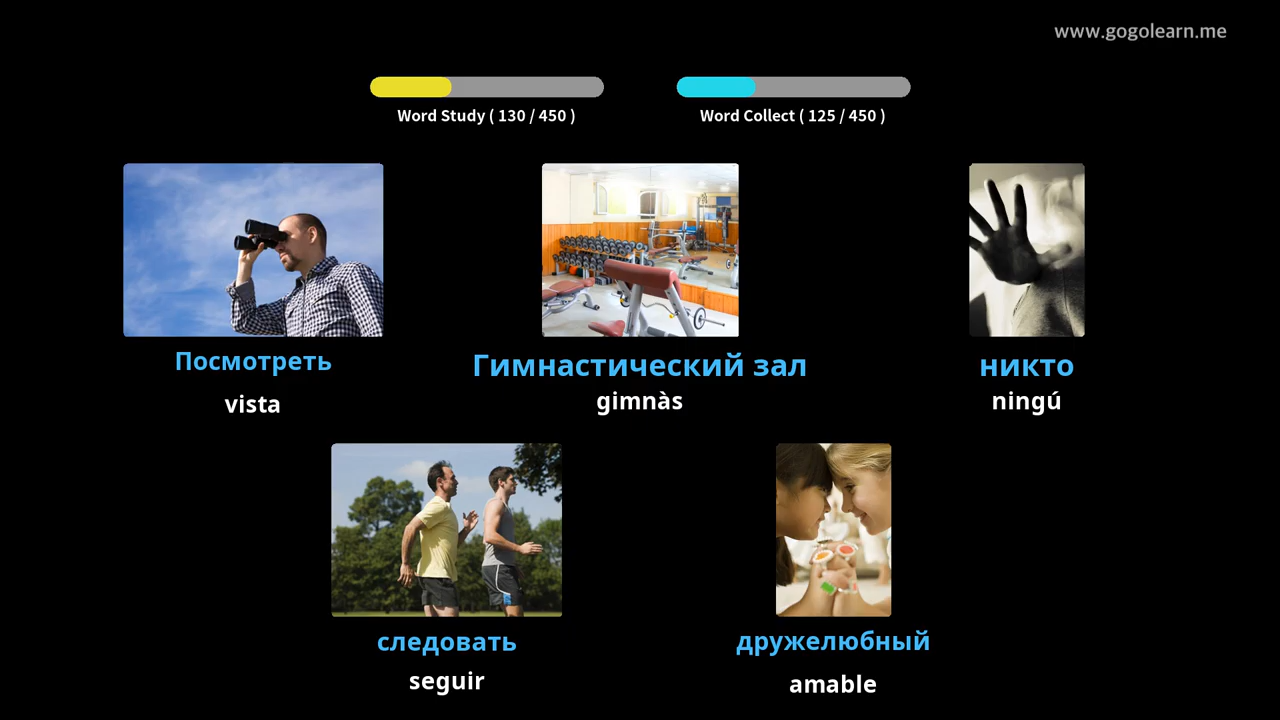 www.gogolearn.me
Word Study ( 130 / 450 )
Word Collect ( 125 / 450 )
Посмотреть
vista
Гимнастический зал
gimnàs
никто
ningú
следовать
seguir
дружелюбный
amable